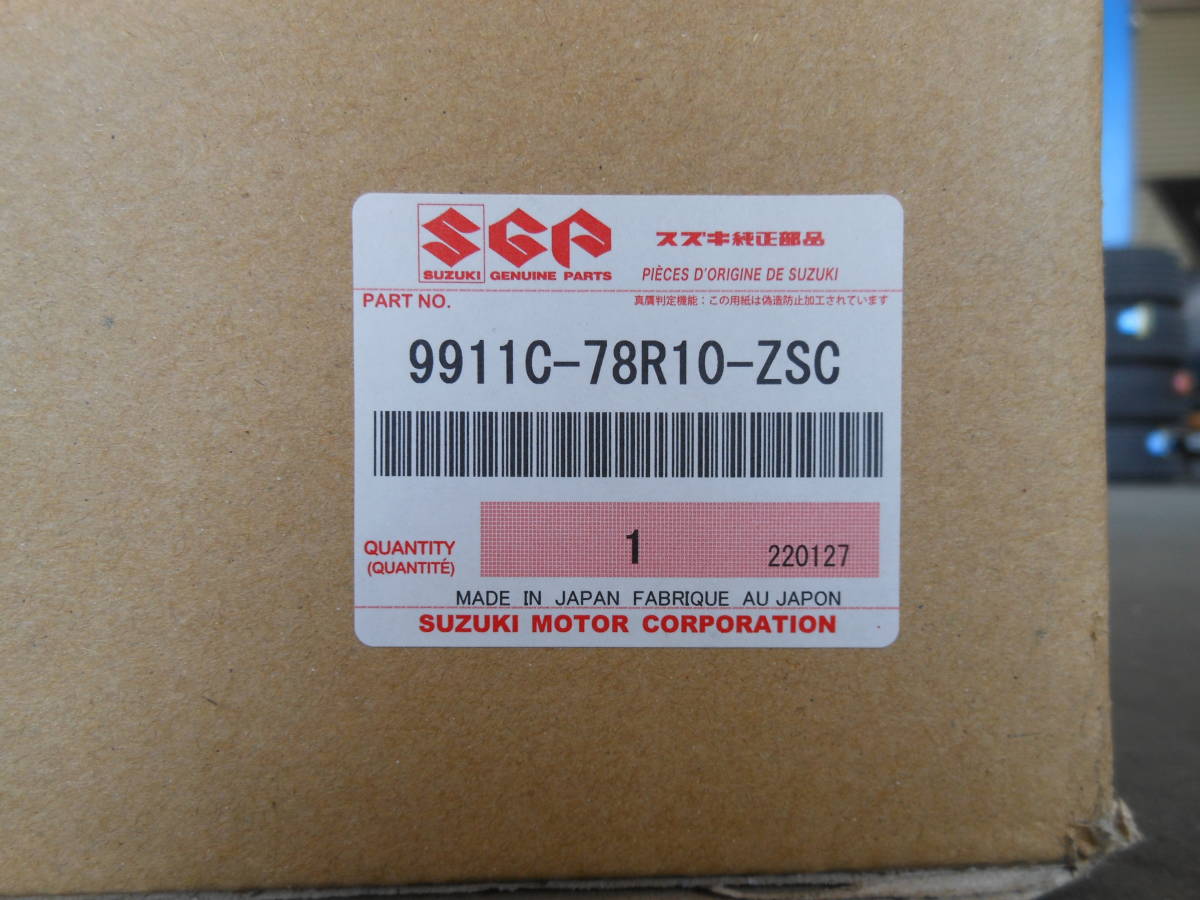 SUZUKI
SGP
GENUINE PARTS
スズキ純正部品
PIÈCES D'ORIGINE DE SUZUKI
PART NO.
真贋判定機能：この用紙は偽造防止加工されています
9911C-78R10-ZSC
QUANTITY
(QUANTITÉ)
1
220127
MADE IN JAPAN FABRIQUE AU JAPON
SUZUKI MOTOR CORPORATION